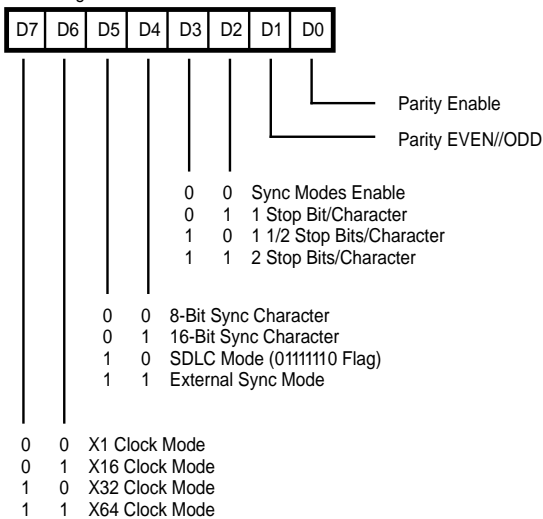 D7 D6 D5 D4 D3 D2 D1 D0
Parity Enable
Parity EVEN//ODD
0 0 Sync Modes Enable
0 1 1 Stop Bit/Character
1 0 1 1/2 Stop Bits/Character
1 1 2 Stop Bits/Character
0 0 8-Bit Sync Character
0 1 16-Bit Sync Character
1 0 SDLC Mode (01111110 Flag)
1 1 External Sync Mode
0 0 X1 Clock Mode
0 1 X16 Clock Mode
1 0 X32 Clock Mode
1 1 X64 Clock Mode